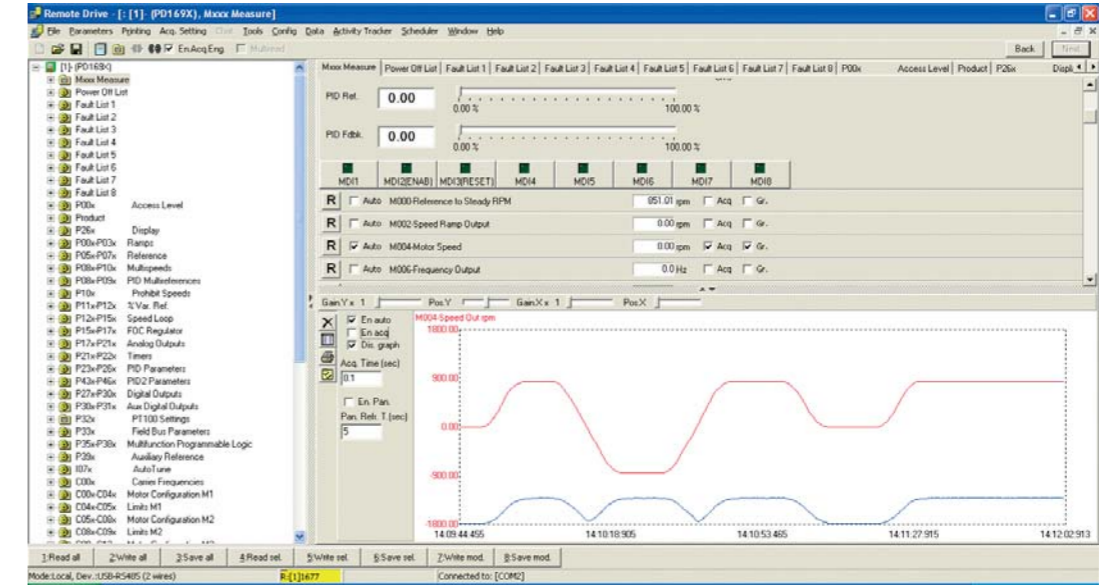 Remote Drive - [: [1]- (PD169X), Mxxx Measure]
File Parameters Printing Acq. Setting Tools Config Data Activity Tracker Scheduler Window Help
EnAcqEng. Multiread Back Next
[1]-(PD169X)
Mxxx Measure
Power Off List
Fault List 1
Fault List 2
Fault List 3
Fault List 4
Fault List 5
Fault List 6
Fault List 7
Fault List 8
P00x Access Level
Product
P26x Display
P00x-P03x Ramps
P05x-P07x Reference
P08x-P10x Multispeeds
P08x-P09x PID Multireferences
P10x Prohibit Speeds
P11x-P12x %Var. Ref.
P12x-P15x Speed Loop
P15x-P17x FOC Regulator
P17x-P21x Analog Outputs
P21x-P22x Timers
P23x-P26x PID Parameters
P43x-P46x PID2 Parameters
P27x-P30x Digital Outputs
P30x-P31x Aux Digital Outputs
P32x PT100 Settings
P33x Field Bus Parameters
P35x-P38x Multifunction Programmable Logic
P39x Auxiliary Reference
I07x AutoTune
C00x Carrier Frequencies
C00x-C04x Motor Configuration M1
C04x-C05x Limits M1
C05x-C08x Motor Configuration M2
C08x-C09x Limits M2
Mxxx Measure Power Off List Fault List 1 Fault List 2 Fault List 3 Fault List 4 Fault List 5 Fault List 6 Fault List 7 Fault List 8 P00x Access Level Product P26x Displ
PID Ref. 0.00 0.00 % 100.00 %
PID Fdbk. 0.00 0.00 % 100.00 %
MDI1 MDI2(ENAB) MDI3(RESET) MDI4 MDI5 MDI6 MDI7 MDI8
R Auto M000-Reference to Steady RPM 851.01 rpm Acq Gr.
R Auto M002-Speed Ramp Output 0.00 rpm Acq Gr.
R Auto M004-Motor Speed 0.00 rpm Acq Gr.
R Auto M006-Frequency Output 0.0 Hz Acq Gr.
Gain Y x 1 Pos.Y Gain.X x 1 Pos.X
En auto
En acq
Dis. graph
Acq. Time (sec)
0.1
En. Pan.
Pan. Refr. T.(sec)
5
M004-Speed Out rpm
1800.00
900.00
0.00
-900.00
-1800.00
14:09:44.455 14:10:18.905 14:10:53.465 14:11:27.915 14:12:02.913
1:Read all 2:Write all 3:Save all 4:Read sel. 5:Write sel. 6:Save sel. 7:Write mod. 8:Save mod.
Mode:Local, Dev.:USB-RS485 (2 wires) R:[1]1677 Connected to: [COM2]